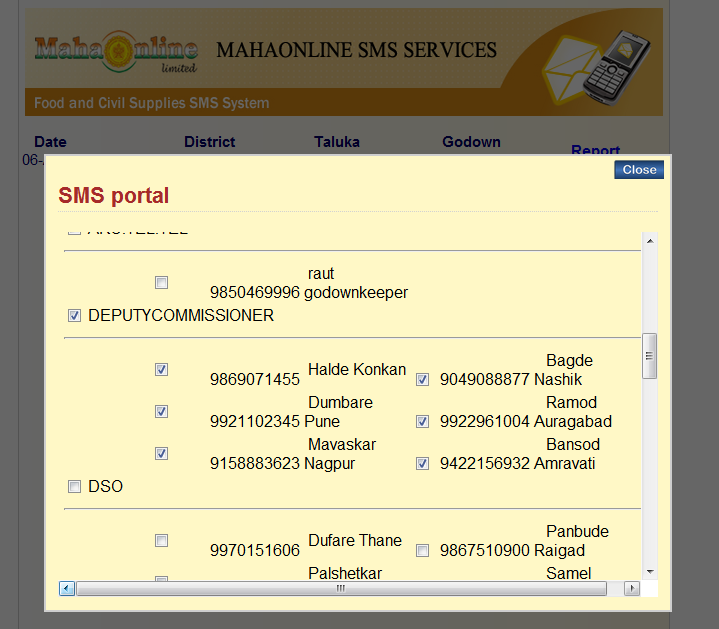 MahaOnline
limited
MAHAONLINE SMS SERVICES
Food and Civil Supplies SMS System
Date District Taluka Godown Report
06-
Close
SMS portal
raut
9850469996 godownkeeper
DEPUTYCOMMISSIONER
9869071455 Halde Konkan
Bagde
9049088877 Nashik
Dumbare
9921102345 Pune
Ramod
9922961004 Auragabad
Mavaskar
9158883623 Nagpur
Bansod
9422156932 Amravati
DSO
9970151606 Dufare Thane
Panbude
9867510900 Raigad
Palshetkar
Samel